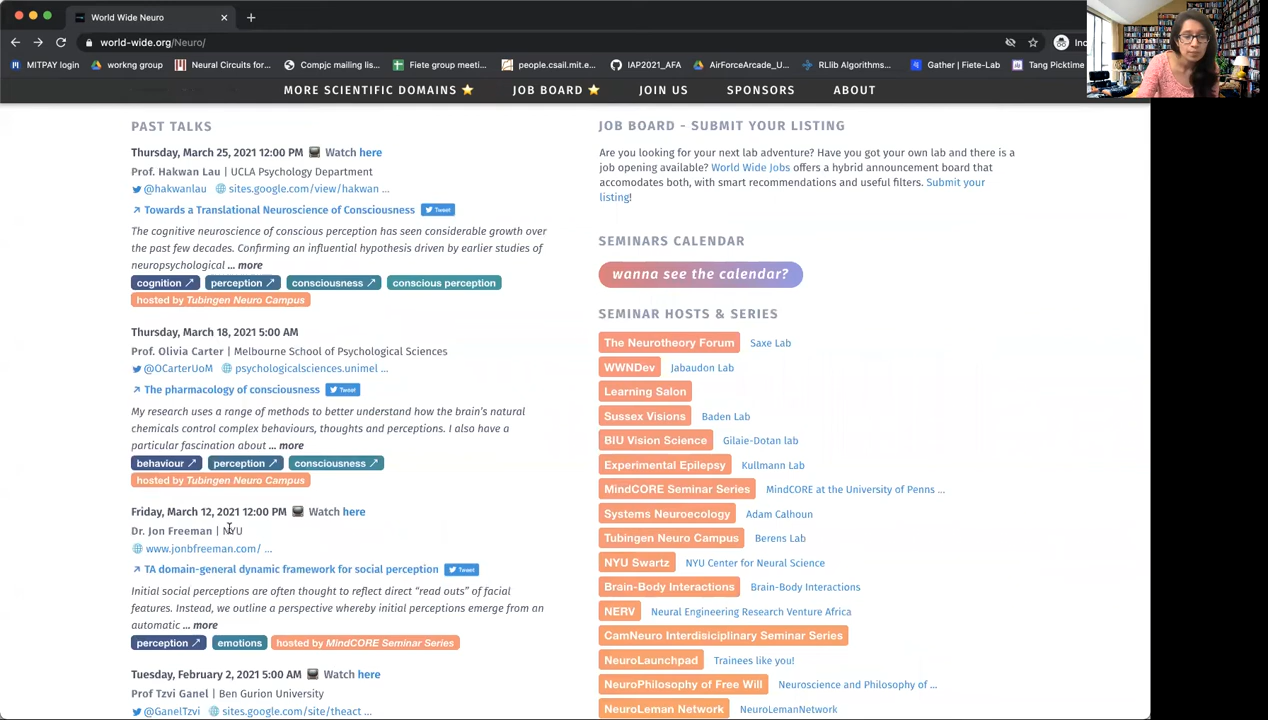 World Wide Neuro
world-wide.org/Neuro/
MITPAY login
workng group
Neural Circuits for...
Compjc mailing lis...
Fiete group meeti...
people.csail.mit.e...
IAP2021_AFA
AirForceArcade_U...
RLlib Algorithms...
Gather | Fiete-Lab
Tang Picktime
MORE SCIENTIFIC DOMAINS
JOB BOARD
JOIN US
SPONSORS
ABOUT
PAST TALKS
Thursday, March 25, 2021 12:00 PM Watch here
Prof. Hakwan Lau | UCLA Psychology Department
@hakwanlau sites.google.com/view/hakwan ...
Towards a Translational Neuroscience of Consciousness Tweet
The cognitive neuroscience of conscious perception has seen considerable growth over
the past few decades. Confirming an influential hypothesis driven by earlier studies of
neuropsychological ... more
cognition ↗ perception ↗ consciousness ↗ conscious perception
hosted by Tubingen Neuro Campus
Thursday, March 18, 2021 5:00 AM
Prof. Olivia Carter | Melbourne School of Psychological Sciences
@OCarterUoM psychologicalsciences.unimel ...
The pharmacology of consciousness Tweet
My research uses a range of methods to better understand how the brain's natural
chemicals control complex behaviours, thoughts and perceptions. I also have a
particular fascination about ... more
behaviour ↗ perception ↗ consciousness ↗
hosted by Tubingen Neuro Campus
Friday, March 12, 2021 12:00 PM Watch here
Dr. Jon Freeman | NYU
www.jonbfreeman.com/ ...
TA domain-general dynamic framework for social perception Tweet
Initial social perceptions are often thought to reflect direct "read outs" of facial
features. Instead, we outline a perspective whereby initial perceptions emerge from an
automatic ... more
perception ↗ emotions hosted by MindCORE Seminar Series
Tuesday, February 2, 2021 5:00 AM Watch here
Prof Tzvi Ganel | Ben Gurion University
@GanelTzvi sites.google.com/site/theact ...
JOB BOARD - SUBMIT YOUR LISTING
Are you looking for your next lab adventure? Have you got your own lab and there is a
job opening available? World Wide Jobs offers a hybrid announcement board that
accomodates both, with smart recommendations and useful filters. Submit your
listing!
SEMINARS CALENDAR
wanna see the calendar?
SEMINAR HOSTS & SERIES
The Neurotheory Forum Saxe Lab
WWNDev Jabaudon Lab
Learning Salon
Sussex Visions Baden Lab
BIU Vision Science Gilaie-Dotan lab
Experimental Epilepsy Kullmann Lab
MindCORE Seminar Series MindCORE at the University of Penns ...
Systems Neuroecology Adam Calhoun
Tubingen Neuro Campus Berens Lab
NYU Swartz NYU Center for Neural Science
Brain-Body Interactions Brain-Body Interactions
NERV Neural Engineering Research Venture Africa
CamNeuro Interdisiciplinary Seminar Series
NeuroLaunchpad Trainees like you!
NeuroPhilosophy of Free Will Neuroscience and Philosophy of ...
NeuroLeman Network NeuroLemanNetwork